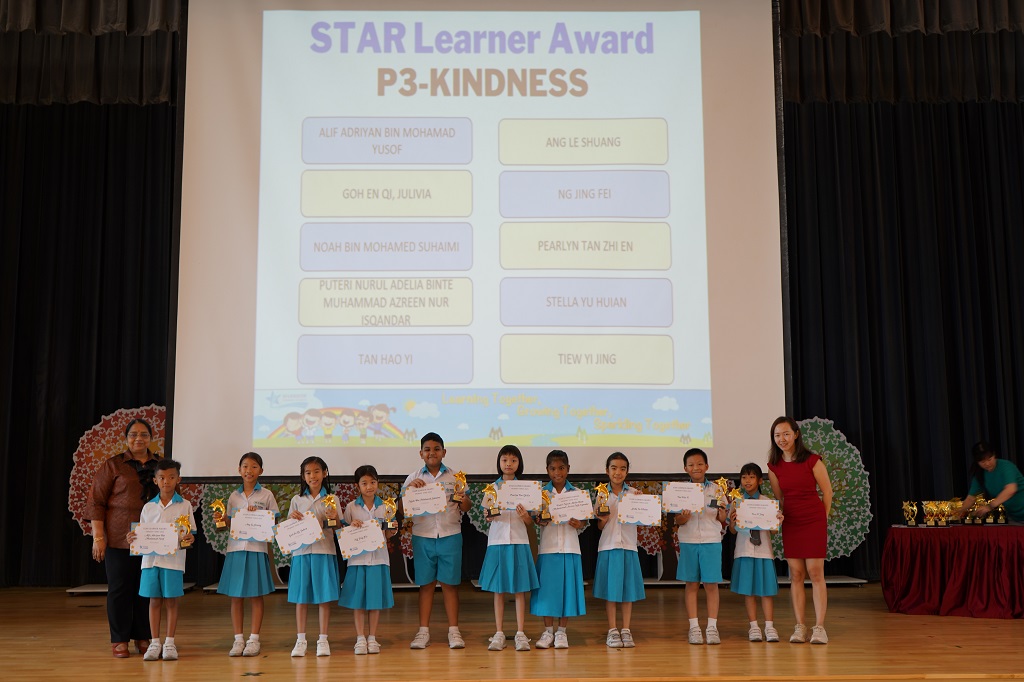 STAR Learner Award
P3-KINDNESS
ALIF ADRIYAN BIN MOHAMAD
YUSOF
ANG LE SHUANG
GOH EN QI, JULIVIA
NG JING FEI
NOAH BIN MOHAMED SUHAIMI
PEARLYN TAN ZHI EN
PUTERI NURUL ADELIA BINTE
MUHAMMAD AZREEN NUR
ISQANDAR
STELLA YU HUIAN
TAN HAO YI
TIEW YI JING
Learning Together,
Growing Together,
Sparkling Together